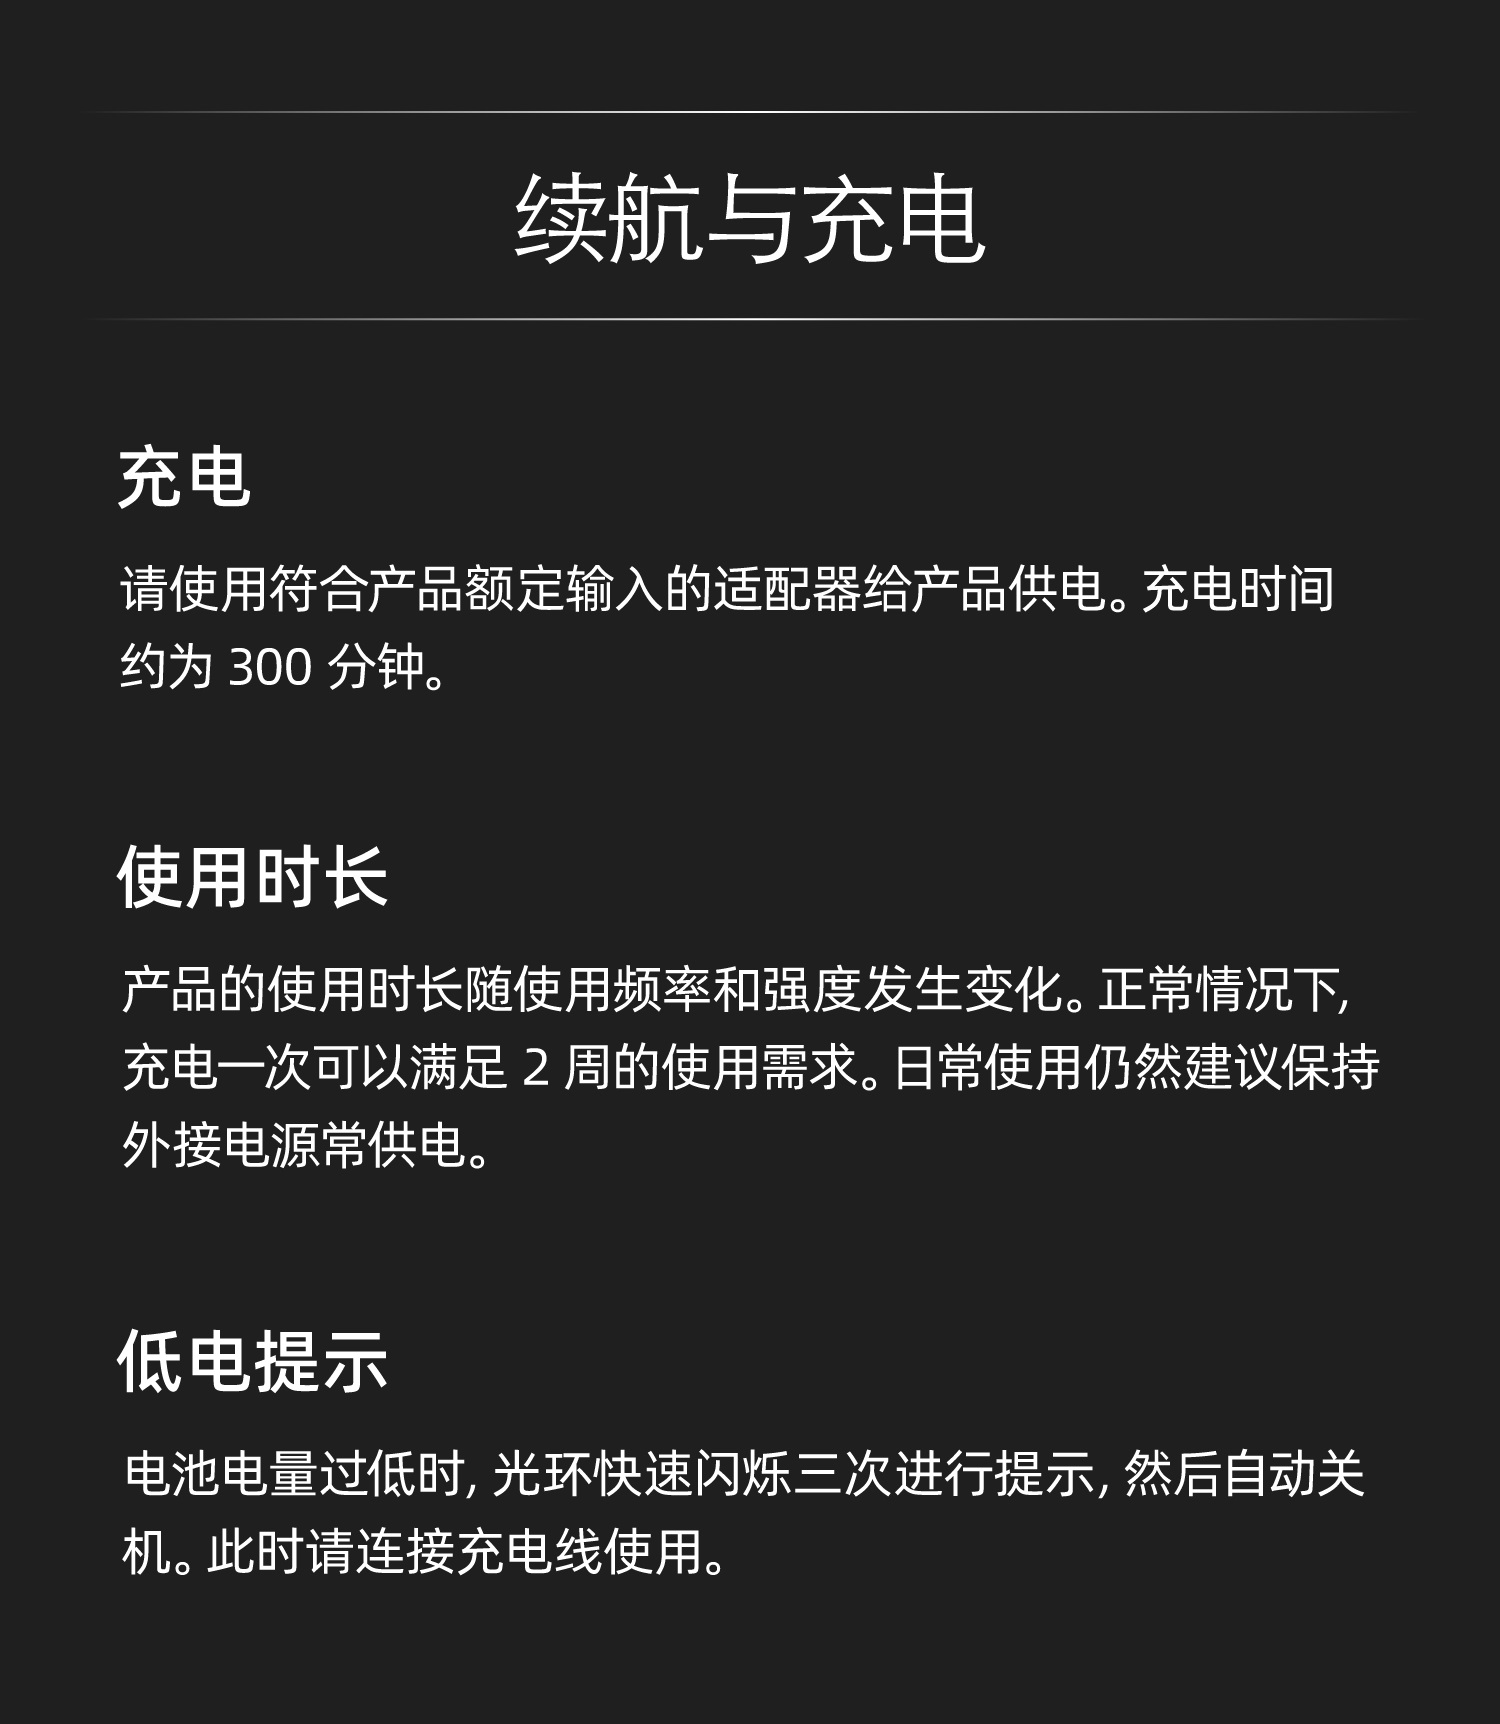 续航与充电
充电
请使用符合产品额定输入的适配器给产品供电。充电时间
约为 300 分钟。
使用时长
产品的使用时长随使用频率和强度发生变化。正常情况下,
充电一次可以满足 2 周的使用需求。日常使用仍然建议保持
外接电源常供电。
低电提示
电池电量过低时, 光环快速闪烁三次进行提示, 然后自动关
机。此时请连接充电线使用。